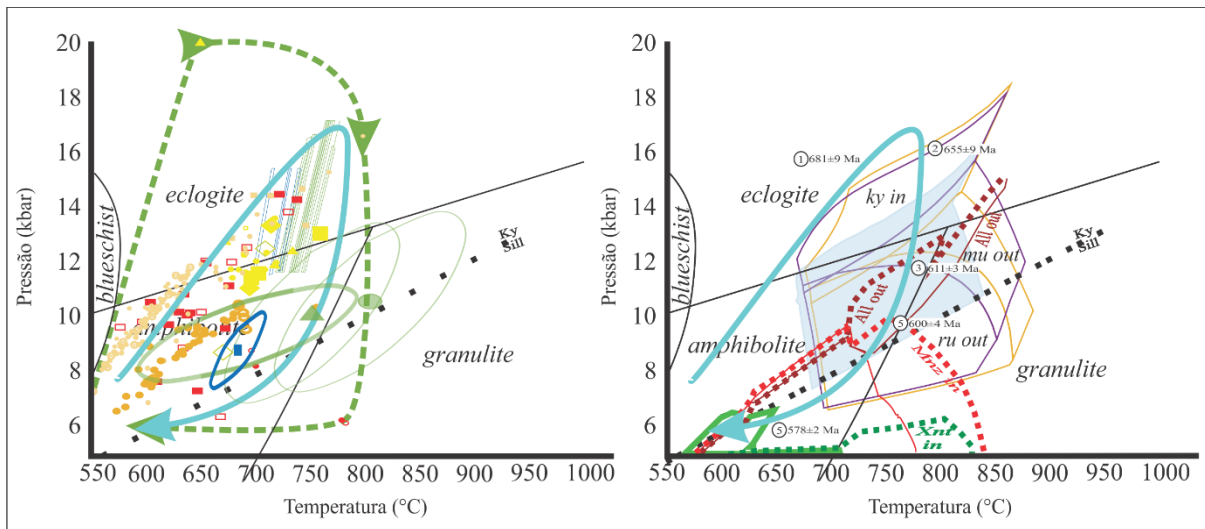 20
18
16
14
12
10
8
6
Pressão (kbar)
blueschist
eclogite
amphibolite
granulite
Ky
Sill
550 600 650 700 750 800 850 900 950 1000
Temperatura (°C)
20
18
16
14
12
10
8
6
Pressão (kbar)
blueschist
1 681±9 Ma
2 655±9 Ma
eclogite
ky in
Ky
Sill
All out
mu out
3 611±3 Ma
All out
5 600±4 Ma
amphibolite
ru out
Mnz in
granulite
5 578±2 Ma
Xnt
in
550 600 650 700 750 800 850 900 950 1000
Temperatura (°C)